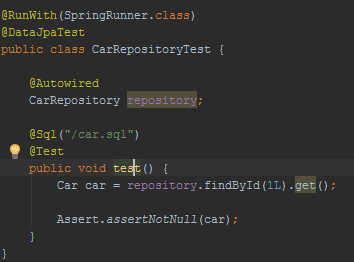 @RunWith(SpringRunner.class)
@DataJpaTest
public class CarRepositoryTest {
@Autowired
CarRepository repository;
@Sql("/car.sql")
@Test
public void test() {
Car car = repository.findById(1L).get();
Assert.assertNotNull(car);
}
}